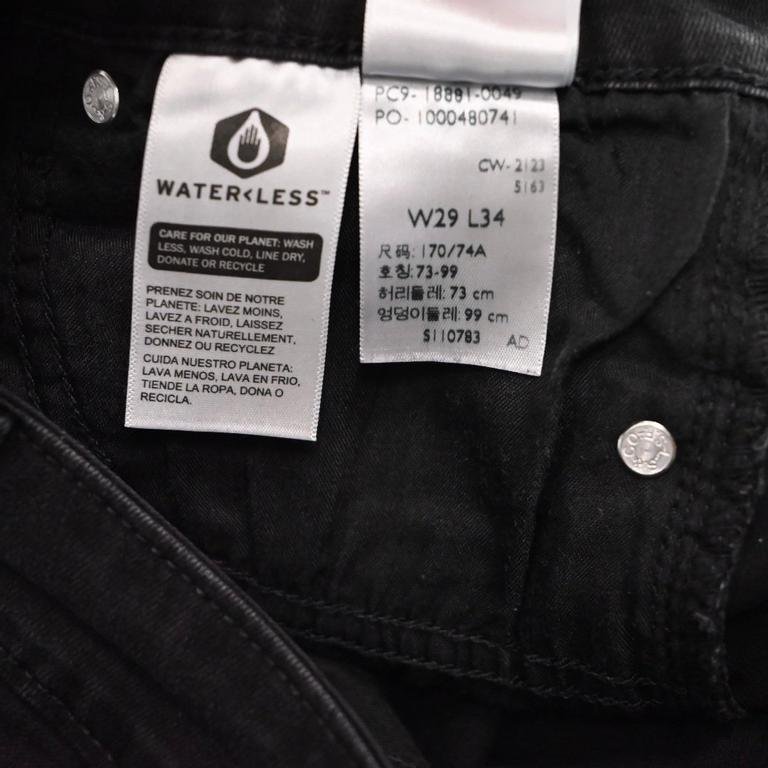 WATER<LESS™
CARE FOR OUR PLANET: WASH
LESS, WASH COLD, LINE DRY,
DONATE OR RECYCLE
PRENEZ SOIN DE NOTRE
PLANETE: LAVEZ MOINS,
LAVEZ A FROID, LAISSEZ
SECHER NATURELLEMENT,
DONNEZ OU RECYCLEZ
CUIDA NUESTRO PLANETA:
LAVA MENOS, LAVA EN FRIO,
TIENDE LA ROPA, DONA O
RECICLA.
PC9-18881-0049
PO-1000480741
CW-2123
5163
W29 L34
尺码: 170/74A
호칭: 73-99
허리둘레: 73 cm
엉덩이둘레: 99 cm
S110783 AD